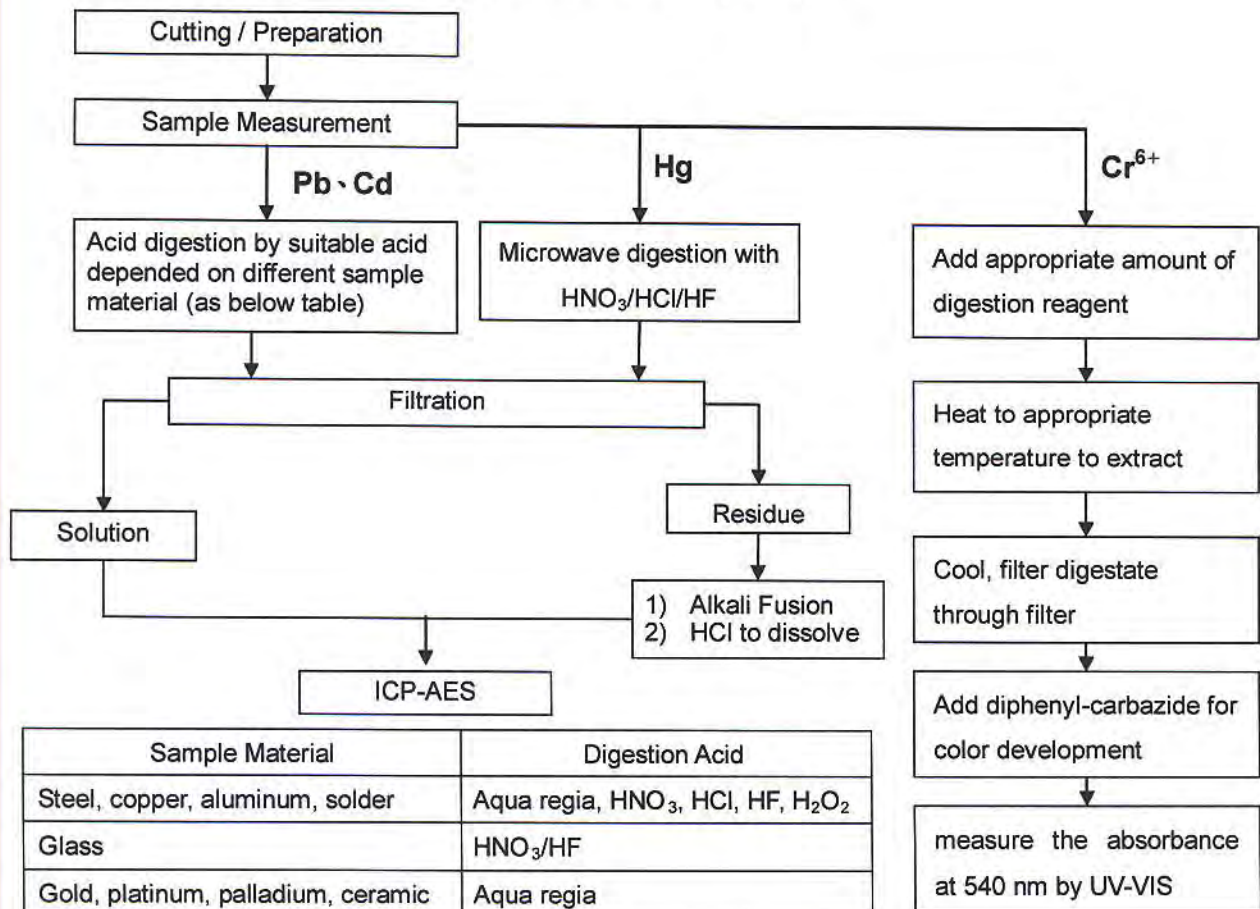 Cutting / Preparation
Sample Measurement
Pb、Cd
Hg
Cr⁶⁺
Acid digestion by suitable acid
depended on different sample
material (as below table)
Microwave digestion with
HNO₃/HCl/HF
Add appropriate amount of
digestion reagent
Filtration
Heat to appropriate
temperature to extract
Solution
Residue
1) Alkali Fusion
2) HCl to dissolve
Cool, filter digestate
through filter
ICP-AES
Add diphenyl-carbazide for
color development
measure the absorbance
at 540 nm by UV-VIS
Sample Material Digestion Acid
Steel, copper, aluminum, solder Aqua regia, HNO₃, HCl, HF, H₂O₂
Glass HNO₃/HF
Gold, platinum, palladium, ceramic Aqua regia